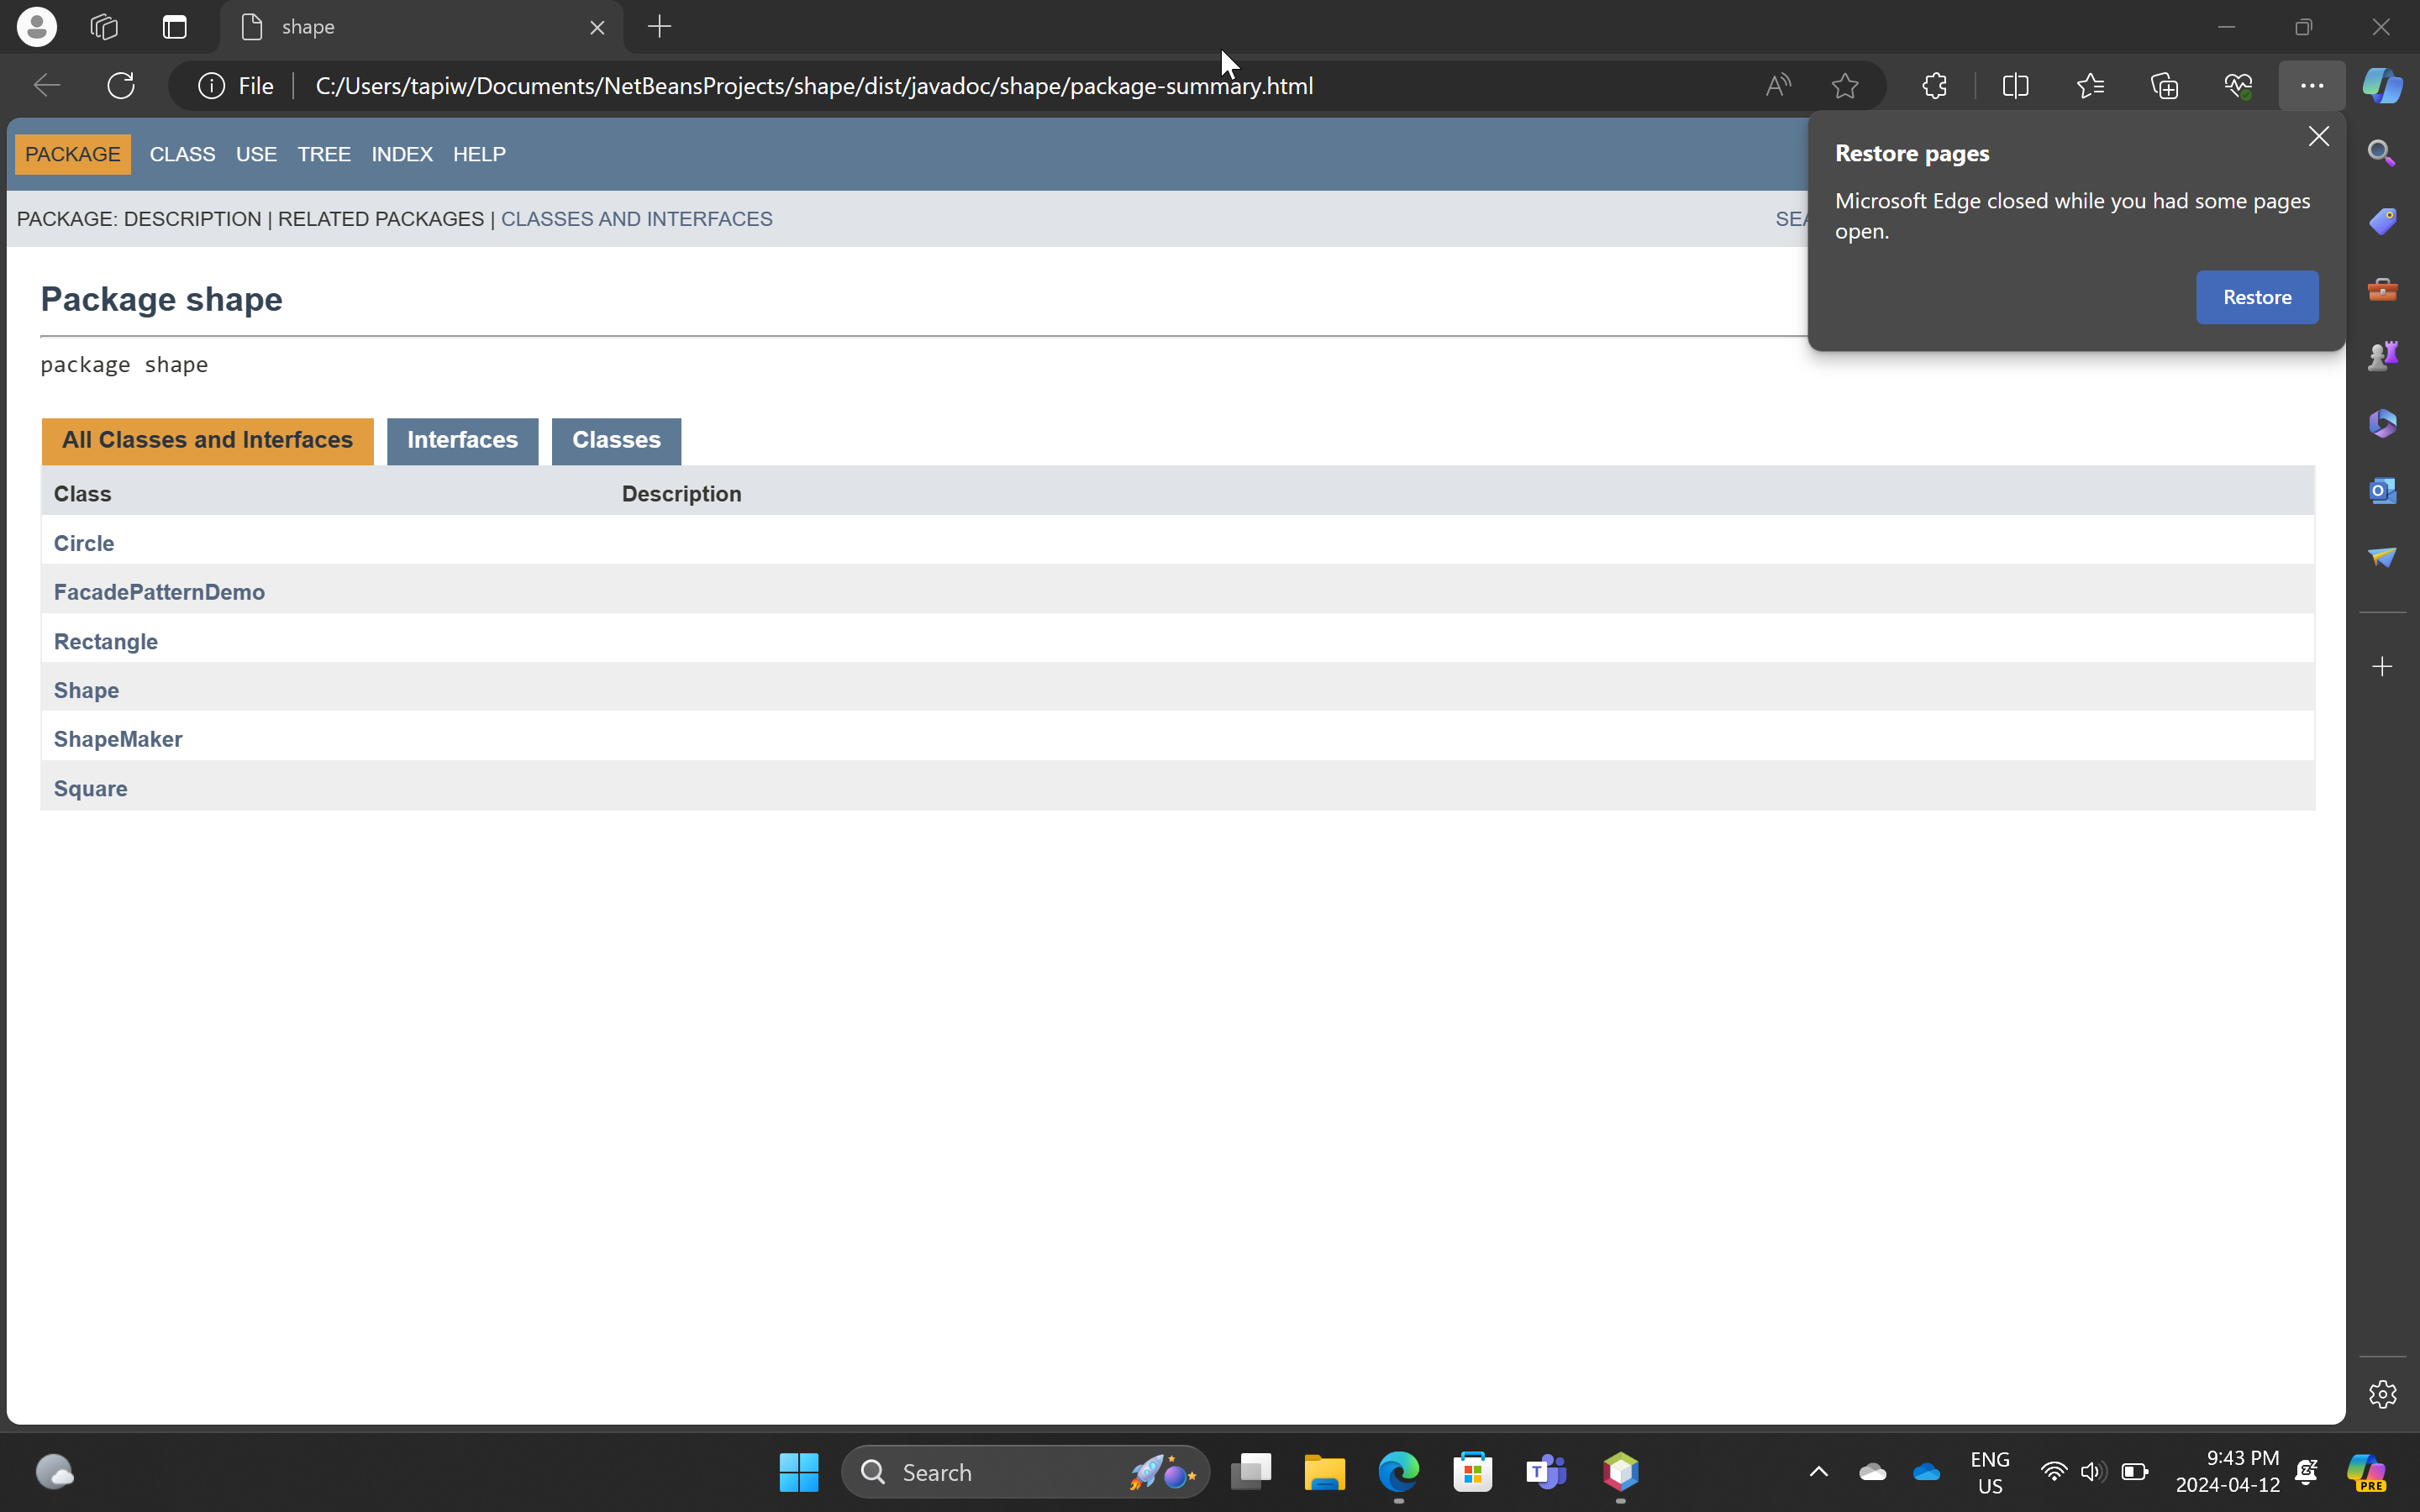 shape
File
C:/Users/tapiw/Documents/NetBeansProjects/shape/dist/javadoc/shape/package-summary.html
PACKAGE CLASS USE TREE INDEX HELP
PACKAGE: DESCRIPTION | RELATED PACKAGES | CLASSES AND INTERFACES
Restore pages
Microsoft Edge closed while you had some pages
open.
Restore
Package shape
package shape
All Classes and Interfaces Interfaces Classes
Class Description
Circle
FacadePatternDemo
Rectangle
Shape
ShapeMaker
Square
Search
ENG
US
9:43 PM
2024-04-12
PRE